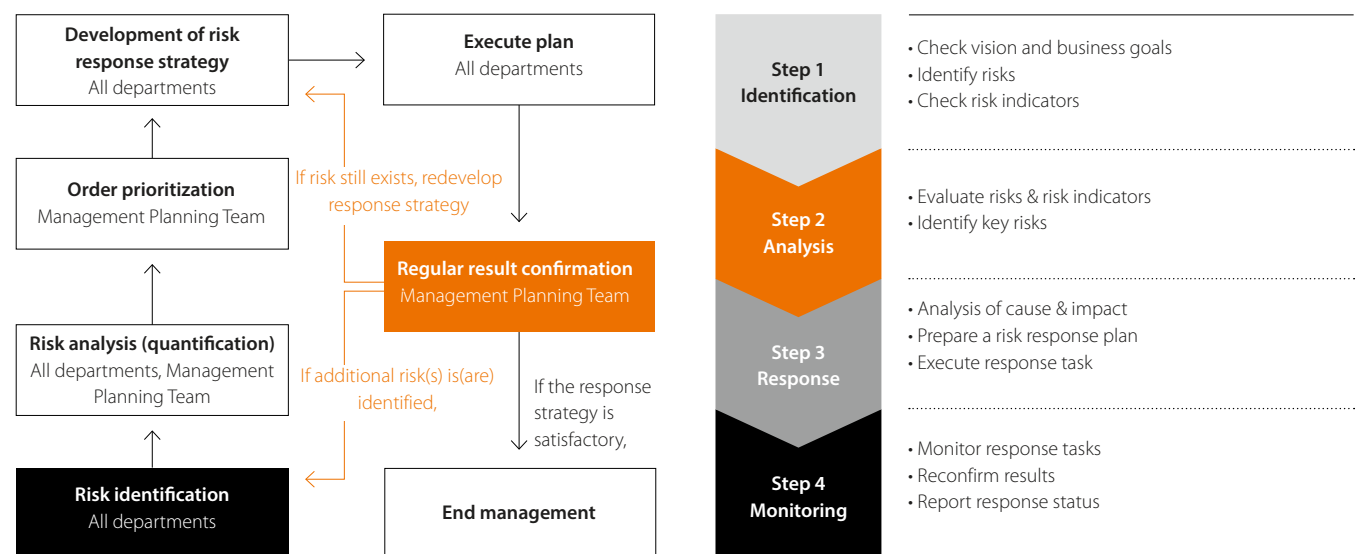 Development of risk
response strategy
All departments
Execute plan
All departments
Order prioritization
Management Planning Team
If risk still exists, redevelop
response strategy
Regular result confirmation
Management Planning Team
Risk analysis (quantification)
All departments, Management
Planning Team
If additional risk(s) is(are)
identified,
If the response
strategy is
satisfactory,
Risk identification
All departments
End management
Step 1
Identification
• Check vision and business goals
• Identify risks
• Check risk indicators
Step 2
Analysis
• Evaluate risks & risk indicators
• Identify key risks
Step 3
Response
• Analysis of cause & impact
• Prepare a risk response plan
• Execute response task
Step 4
Monitoring
• Monitor response tasks
• Reconfirm results
• Report response status